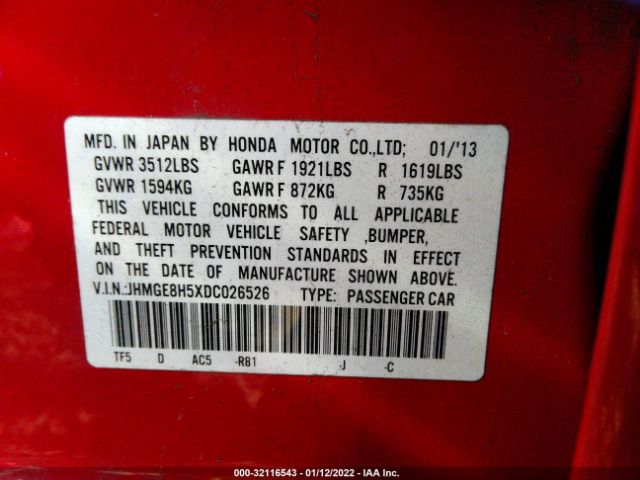 MFD. IN JAPAN BY HONDA MOTOR CO.,LTD; 01/'13
GVWR 3512LBS GAWR F 1921LBS R 1619LBS
GVWR 1594KG GAWR F 872KG R 735KG
THIS VEHICLE CONFORMS TO ALL APPLICABLE
FEDERAL MOTOR VEHICLE SAFETY ,BUMPER,
AND THEFT PREVENTION STANDARDS IN EFFECT
ON THE DATE OF MANUFACTURE SHOWN ABOVE.
V.I.N.:JHMGE8H5XDC026526 TYPE: PASSENGER CAR
TF5 D AC5 -R81 -J -C
000-32116543 - 01/12/2022 - IAA Inc.